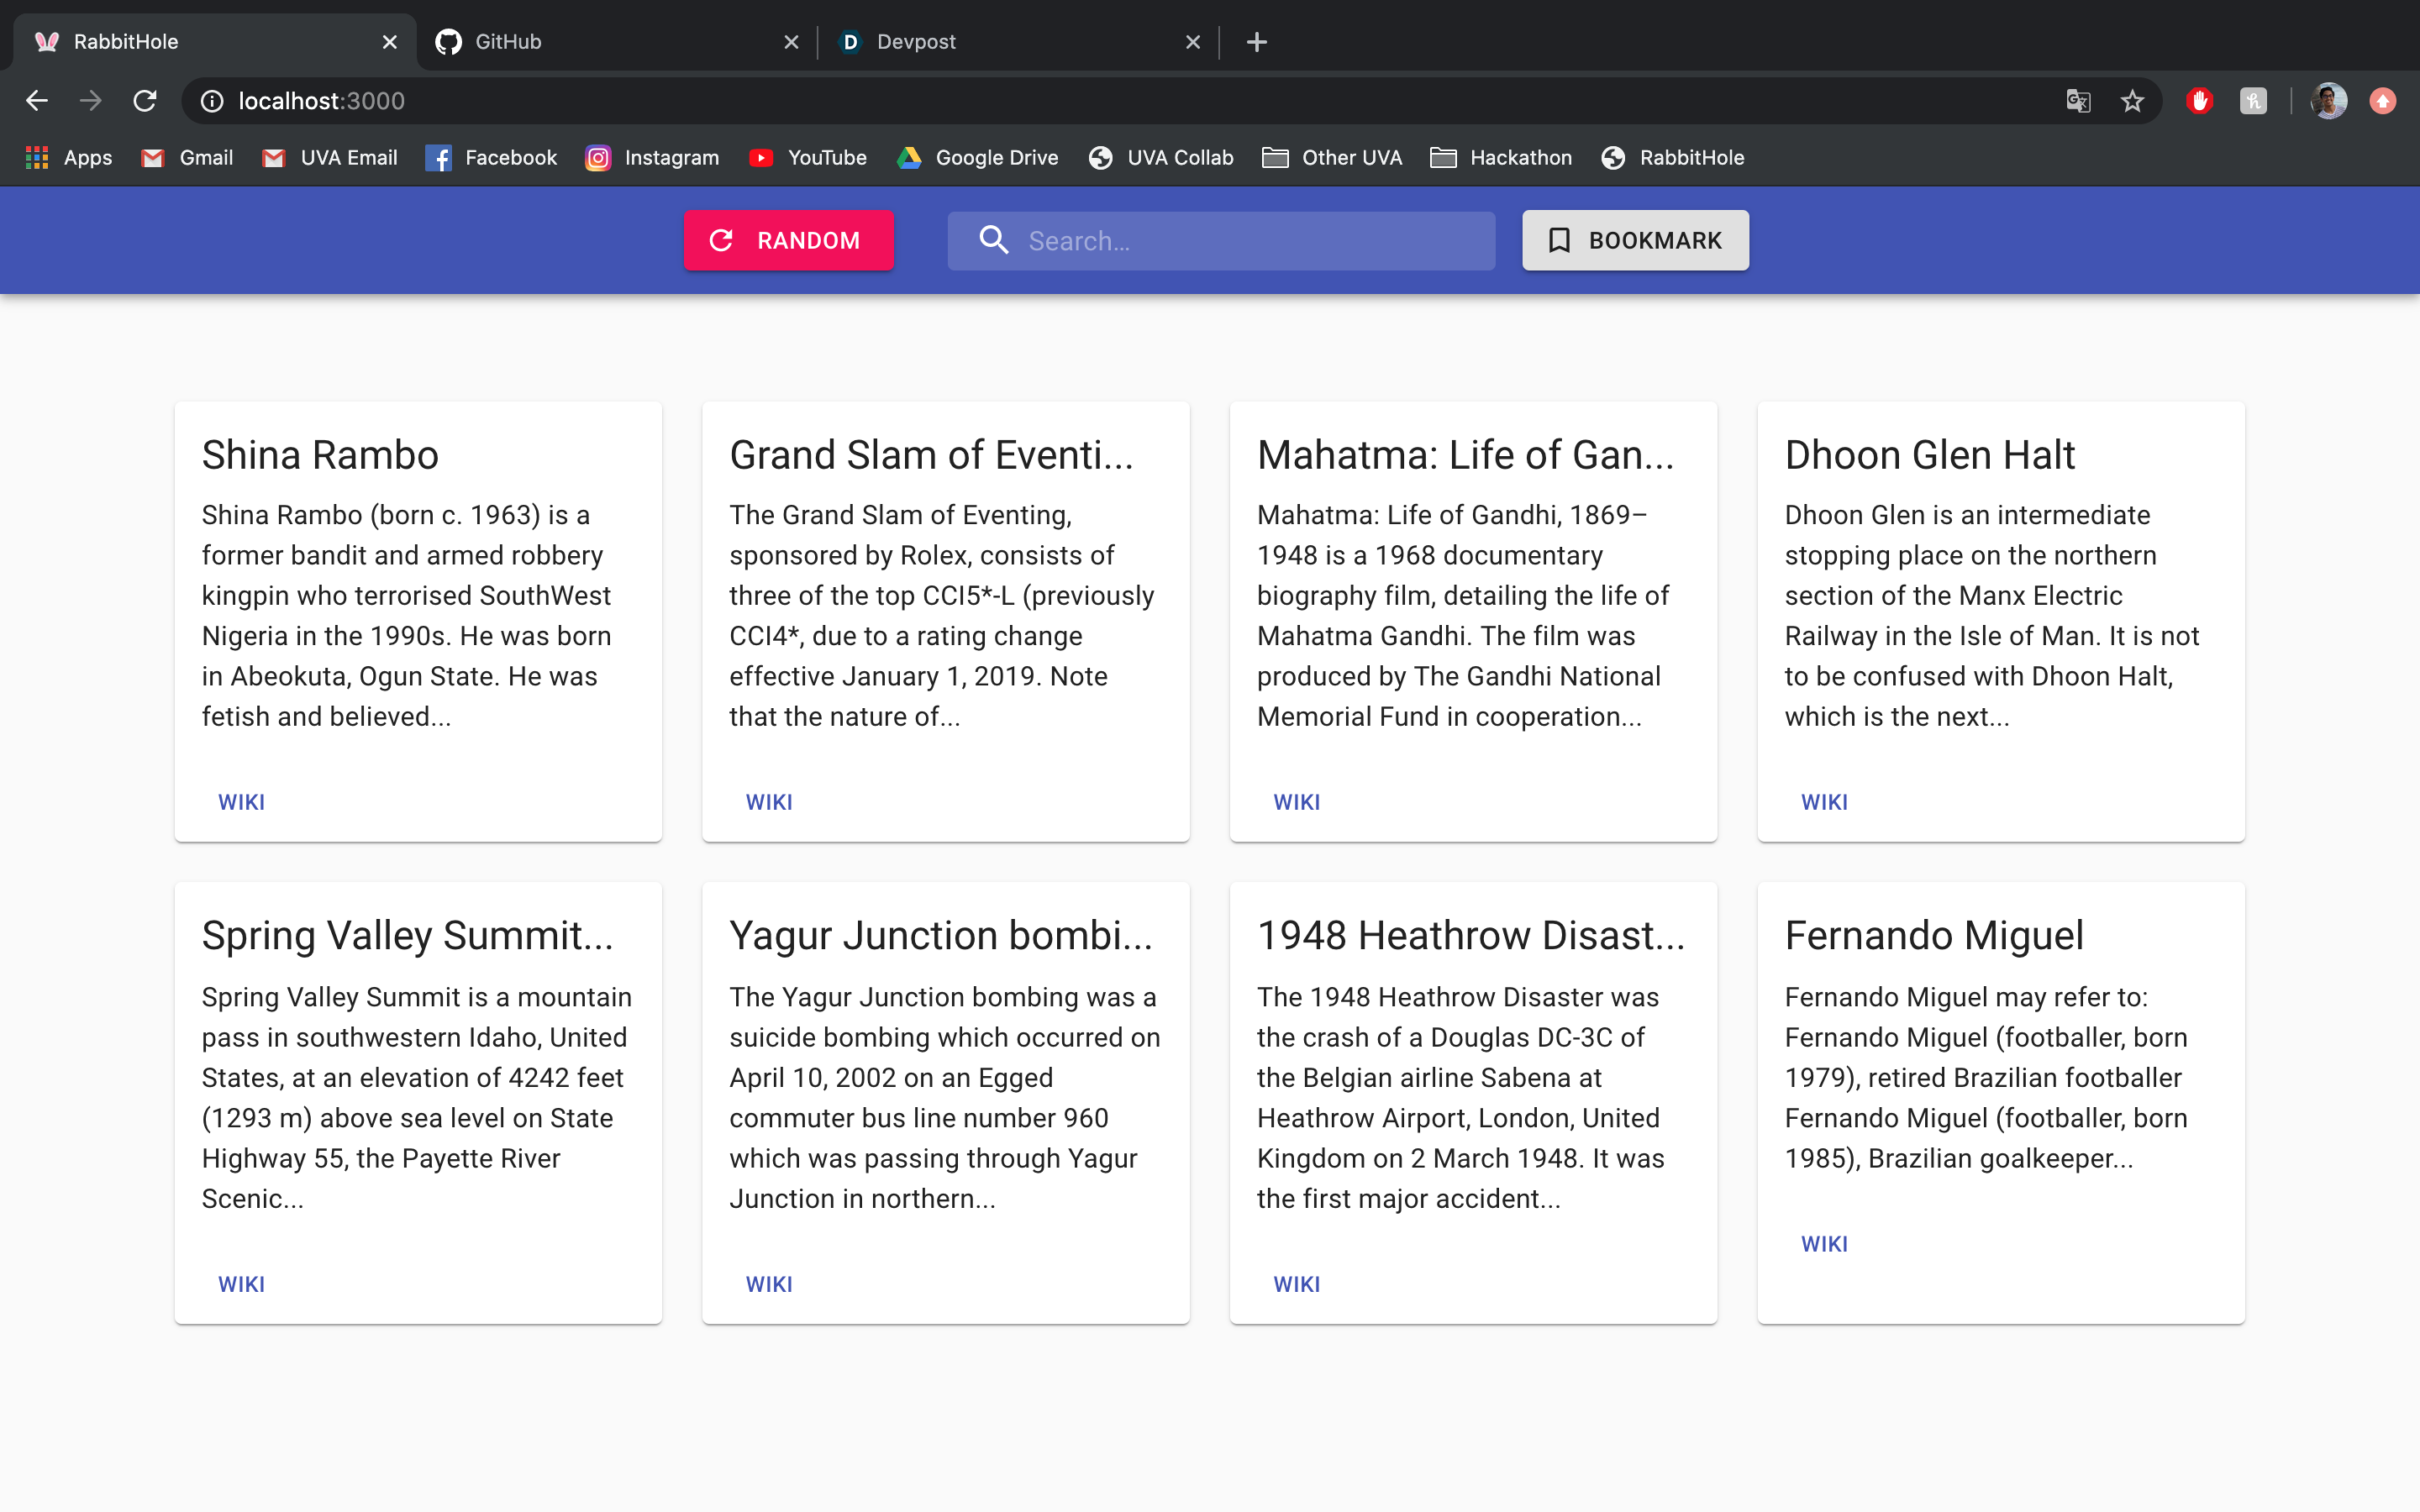 RabbitHole
GitHub
D Devpost
localhost:3000
Apps Gmail UVA Email Facebook Instagram YouTube Google Drive UVA Collab Other UVA Hackathon RabbitHole
RANDOM
Search...
BOOKMARK
Shina Rambo
Shina Rambo (born c. 1963) is a
former bandit and armed robbery
kingpin who terrorised SouthWest
Nigeria in the 1990s. He was born
in Abeokuta, Ogun State. He was
fetish and believed...
WIKI
Grand Slam of Eventi...
The Grand Slam of Eventing,
sponsored by Rolex, consists of
three of the top CCI5*-L (previously
CCI4*, due to a rating change
effective January 1, 2019. Note
that the nature of...
WIKI
Mahatma: Life of Gan...
Mahatma: Life of Gandhi, 1869–
1948 is a 1968 documentary
biography film, detailing the life of
Mahatma Gandhi. The film was
produced by The Gandhi National
Memorial Fund in cooperation...
WIKI
Dhoon Glen Halt
Dhoon Glen is an intermediate
stopping place on the northern
section of the Manx Electric
Railway in the Isle of Man. It is not
to be confused with Dhoon Halt,
which is the next...
WIKI
Spring Valley Summit...
Spring Valley Summit is a mountain
pass in southwestern Idaho, United
States, at an elevation of 4242 feet
(1293 m) above sea level on State
Highway 55, the Payette River
Scenic...
WIKI
Yagur Junction bombi...
The Yagur Junction bombing was a
suicide bombing which occurred on
April 10, 2002 on an Egged
commuter bus line number 960
which was passing through Yagur
Junction in northern...
WIKI
1948 Heathrow Disast...
The 1948 Heathrow Disaster was
the crash of a Douglas DC-3C of
the Belgian airline Sabena at
Heathrow Airport, London, United
Kingdom on 2 March 1948. It was
the first major accident...
WIKI
Fernando Miguel
Fernando Miguel may refer to:
Fernando Miguel (footballer, born
1979), retired Brazilian footballer
Fernando Miguel (footballer, born
1985), Brazilian goalkeeper...
WIKI